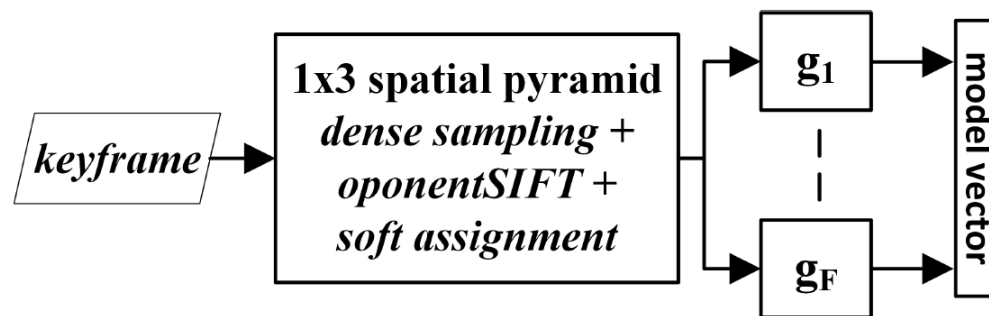 keyframe
1x3 spatial pyramid
dense sampling +
oponentSIFT +
soft assignment
g1
gF
model vector